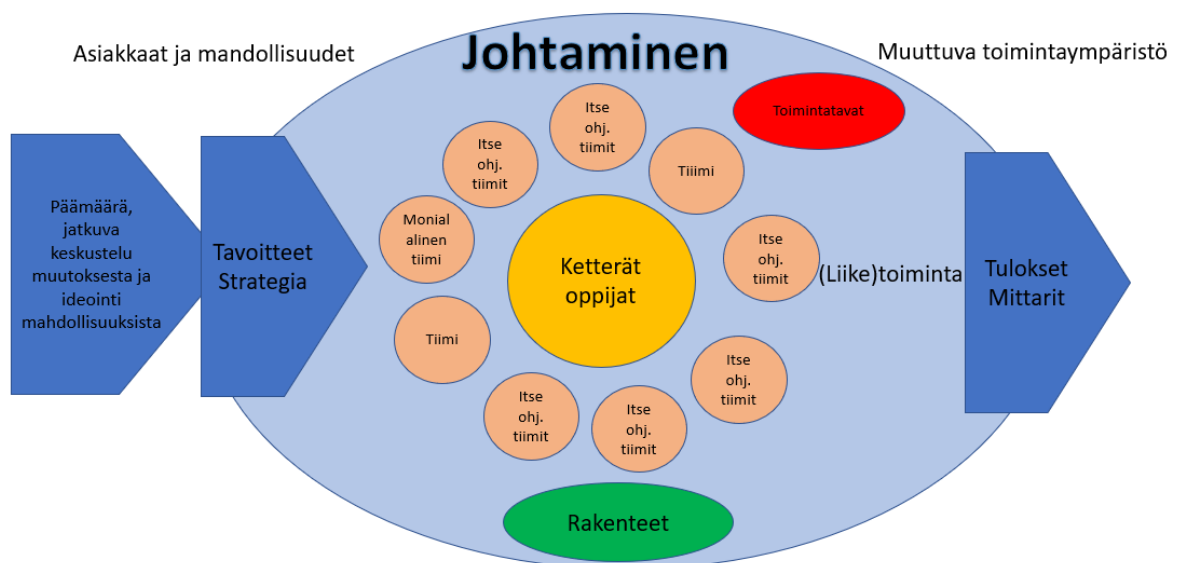 Johtaminen
Asiakkaat ja mandollisuudet
Muuttuva toimintaympäristö
Toimintatavat
Itse
ohj.
tiimit
Itse
ohj.
tiimit
Tiiimi
Monial
alinen
tiimi
Itse
ohj.
tiimit
Päämäärä,
jatkuva
keskustelu
muutoksesta ja
ideointi
mahdollisuuksista
Tavoitteet
Strategia
Ketterät
oppijat
(Liike)toiminta
Tulokset
Mittarit
Tiimi
Itse
ohj.
tiimit
Itse
ohj.
tiimit
Itse
ohj.
tiimit
Rakenteet